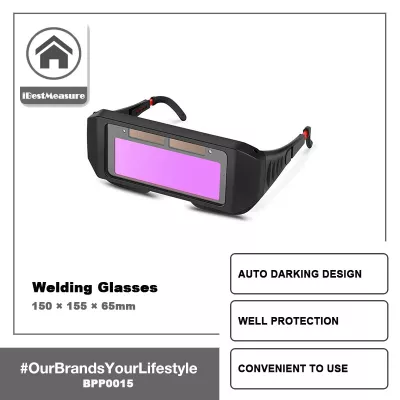 iBestMeasure
Welding Glasses
150 × 155 × 65mm
AUTO DARKING DESIGN
WELL PROTECTION
CONVENIENT TO USE
#OurBrandsYourLifestyle
BPP0015